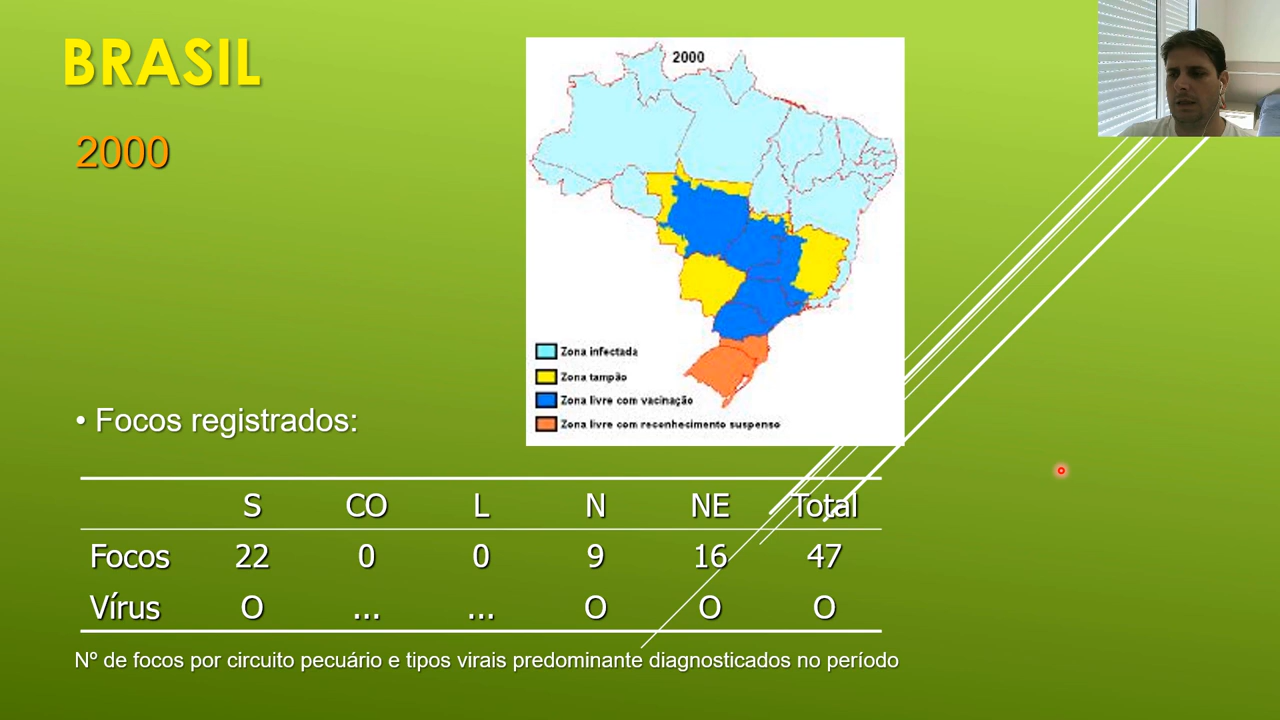 BRASIL
2000
2000
Zona infectada
Zona tampão
Zona livre com vacinação
Zona livre com reconhecimento suspenso
• Focos registrados:
S CO L N NE Total
Focos 22 0 0 9 16 47
Vírus O ... ... O O O
Nº de focos por circuito pecuário e tipos virais predominante diagnosticados no período